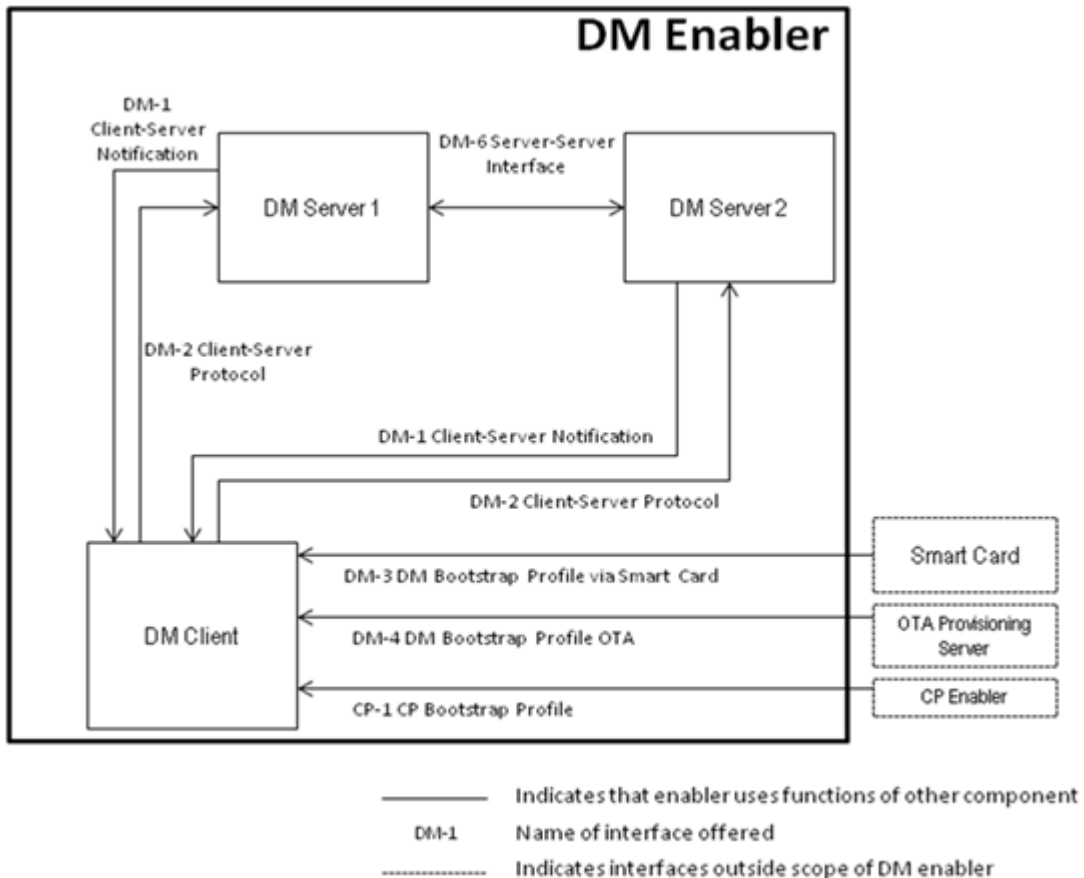 DM Enabler
DM-1
Client-Server
Notification
DM-6 Server-Server
Interface
DM Server 1
DM Server 2
DM-2 Client-Server
Protocol
DM-1 Client-Server Notification
DM-2 Client-Server Protocol
DM Client
DM-3 DM Bootstrap Profile via Smart Card
Smart Card
DM-4 DM Bootstrap Profile OTA
OTA Provisioning
Server
CP-1 CP Bootstrap Profile
CP Enabler
Indicates that enabler uses functions of other component
DM-1 Name of interface offered
Indicates interfaces outside scope of DM enabler